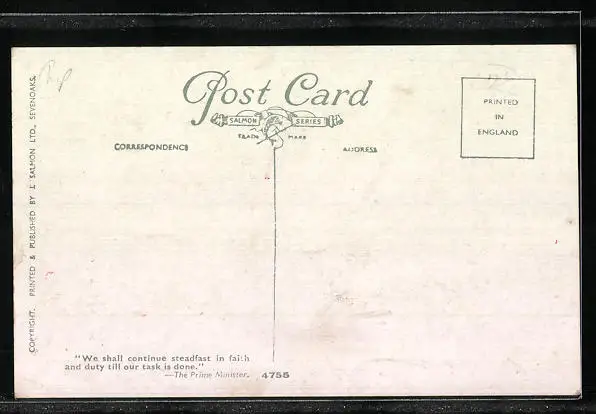 Post Card
SALMON SERIES
TRADE MARK
CORRESPONDENCE
ADDRESS
PRINTED
IN
ENGLAND
COPYRIGHT. PRINTED & PUBLISHED BY J. SALMON LTD., SEVENOAKS.
"We shall continue steadfast in faith
and duty till our task is done."
—The Prime Minister.
4755